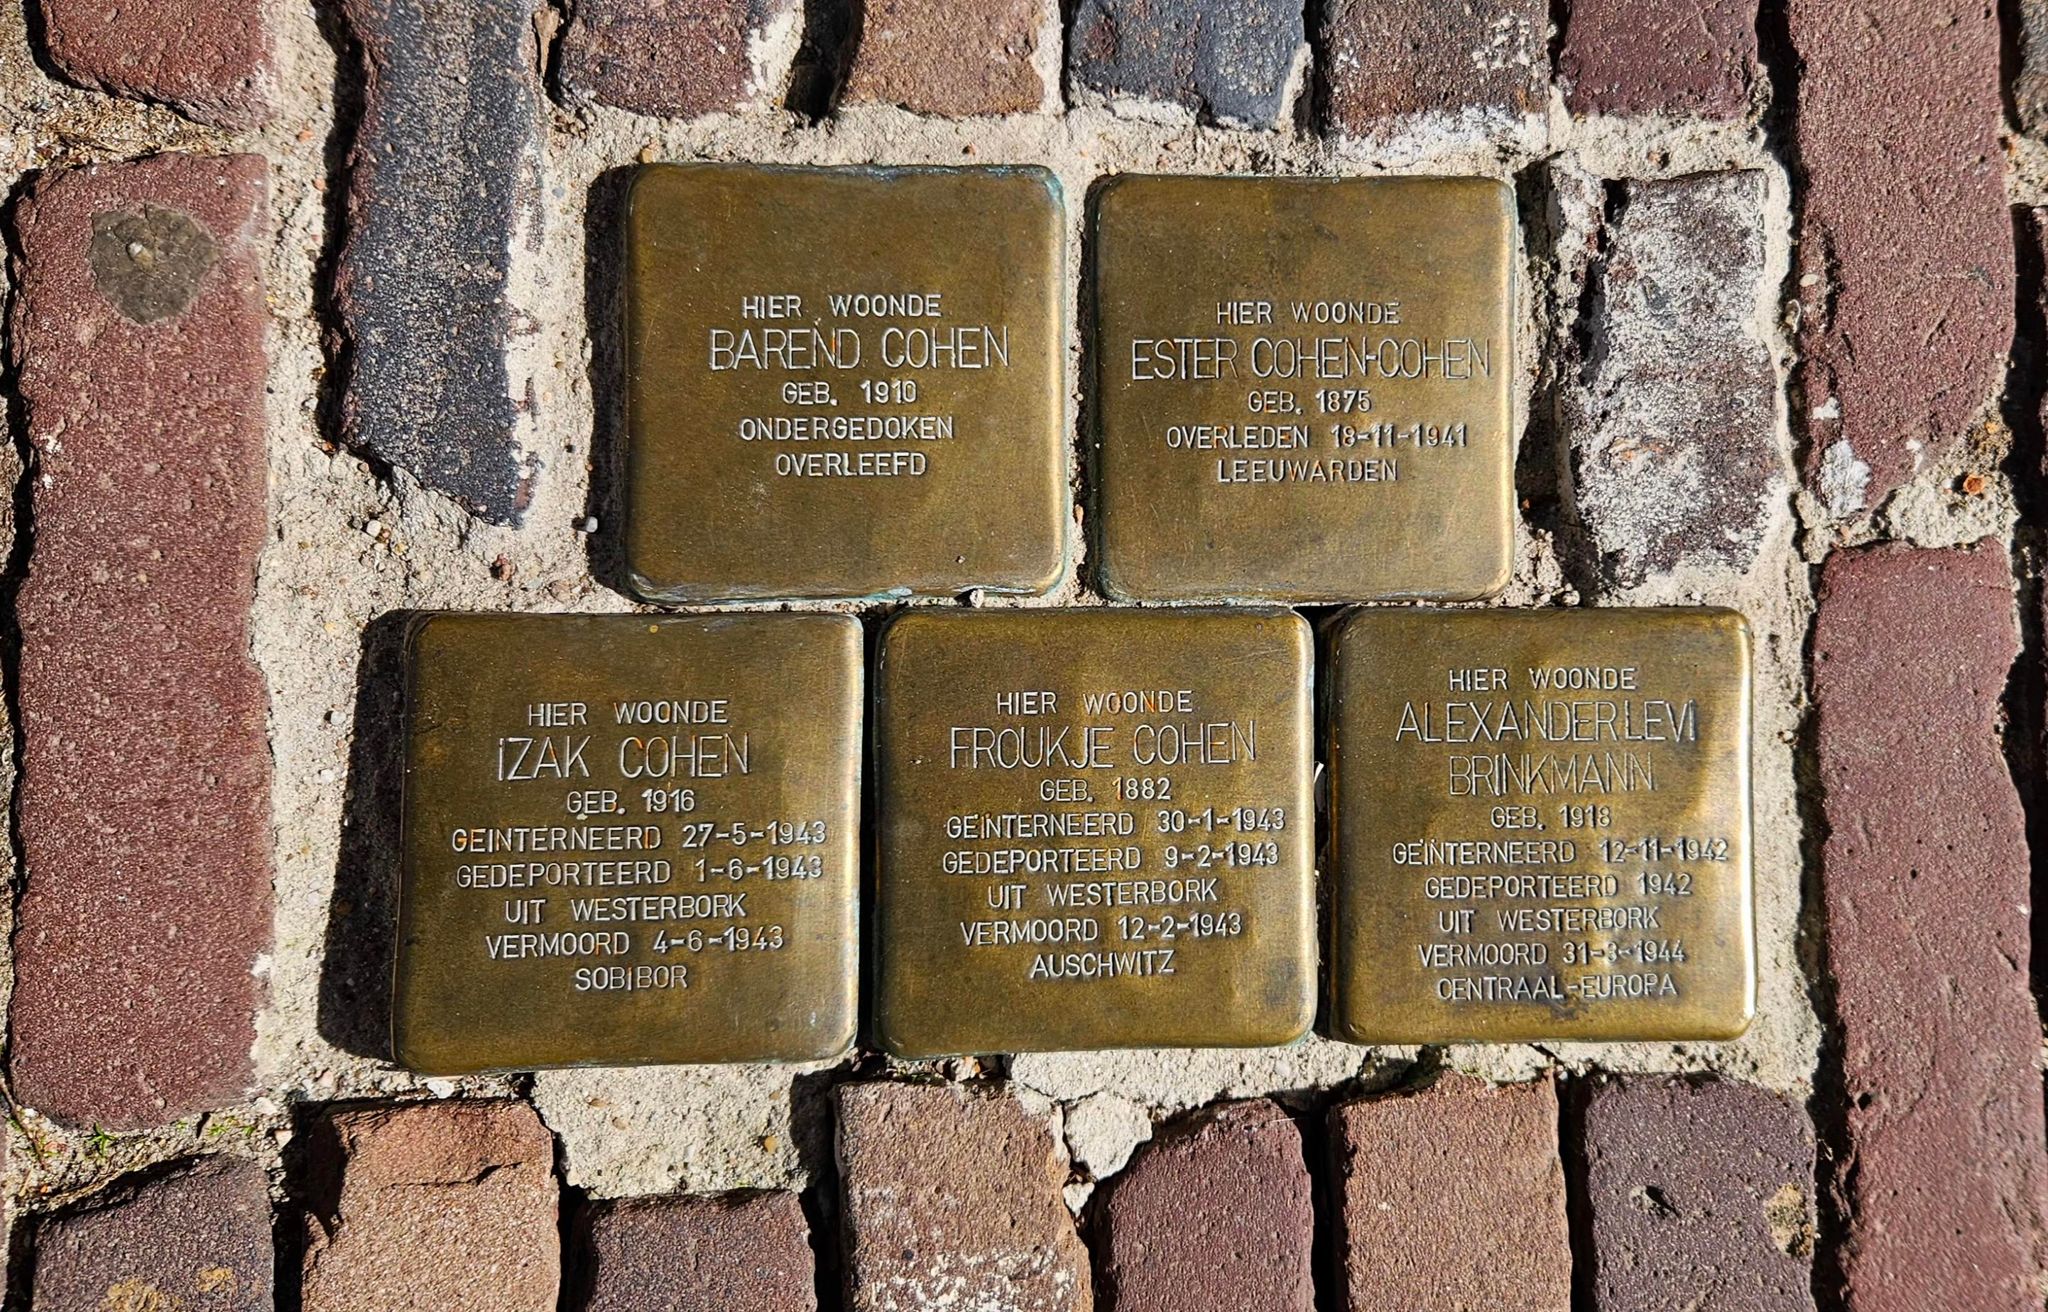 HIER WOONDE
BAREND COHEN
GEB. 1910
ONDERGEDOKEN
OVERLEEFD
HIER WOONDE
ESTER COHEN-COHEN
GEB. 1875
OVERLEDEN 18-11-1941
LEEUWARDEN
HIER WOONDE
IZAK COHEN
GEB. 1916
GEÏNTERNEERD 27-5-1943
GEDEPORTEERD 1-6-1943
UIT WESTERBORK
VERMOORD 4-6-1943
SOBIBOR
HIER WOONDE
FROUKJE COHEN
GEB. 1882
GEÏNTERNEERD 30-1-1943
GEDEPORTEERD 9-2-1943
UIT WESTERBORK
VERMOORD 12-2-1943
AUSCHWITZ
HIER WOONDE
ALEXANDER LEVI
BRINKMANN
GEB. 1918
GEÏNTERNEERD 12-11-1942
GEDEPORTEERD 1942
UIT WESTERBORK
VERMOORD 31-3-1944
CENTRAAL-EUROPA